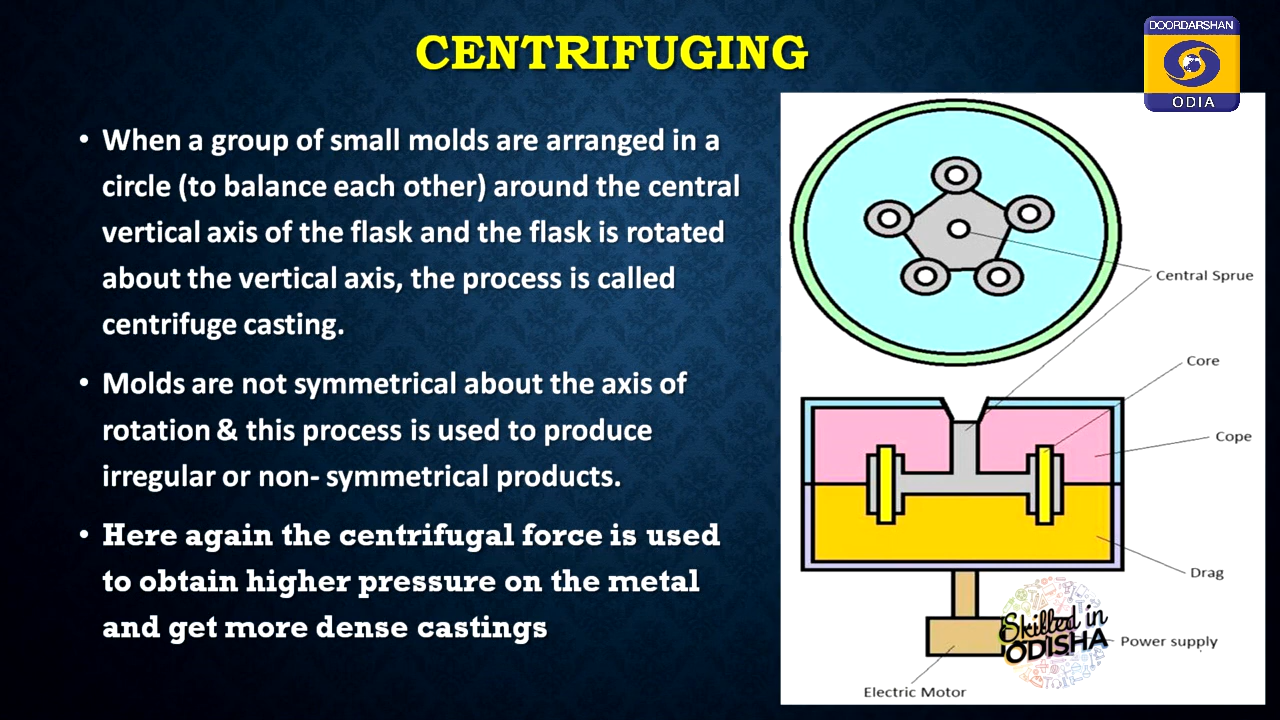 CENTRIFUGING
DOORDARSHAN
ODIA
• When a group of small molds are arranged in a
circle (to balance each other) around the central
vertical axis of the flask and the flask is rotated
about the vertical axis, the process is called
centrifuge casting.
• Molds are not symmetrical about the axis of
rotation & this process is used to produce
irregular or non- symmetrical products.
• Here again the centrifugal force is used
to obtain higher pressure on the metal
and get more dense castings
Central Sprue
Core
Cope
Drag
Power supply
Electric Motor
Skilled in
ODISHA